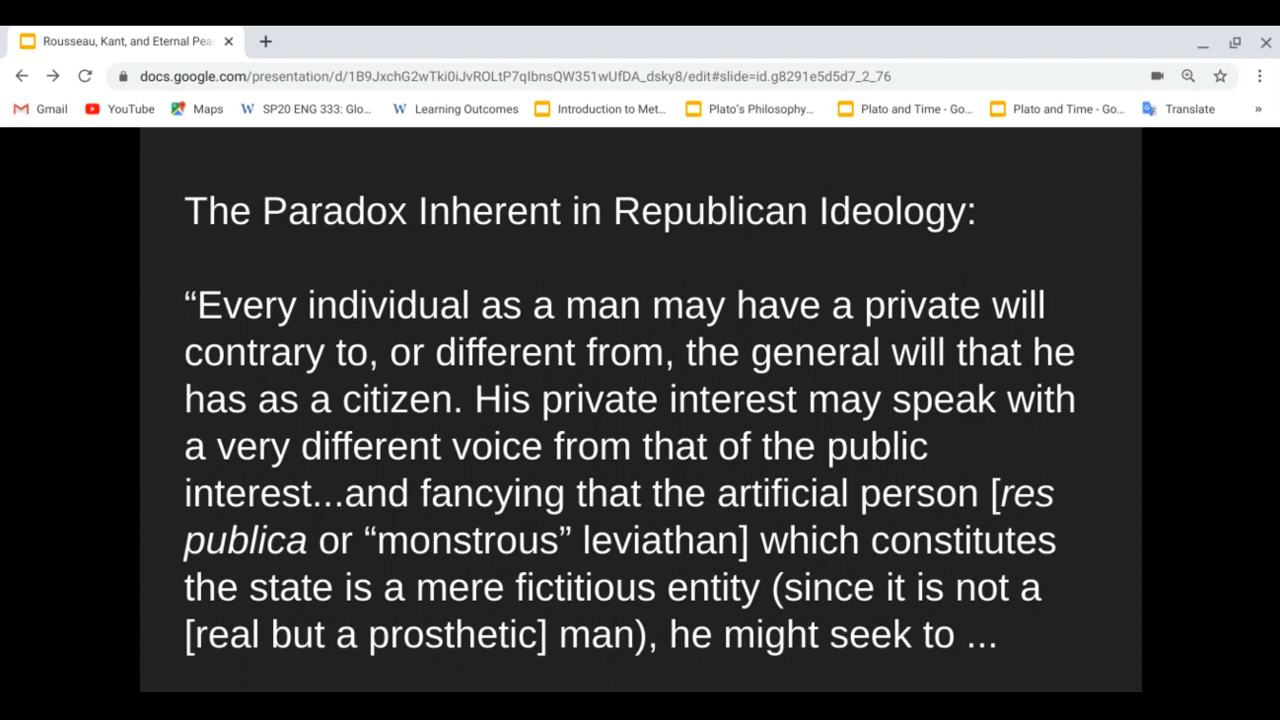 Rousseau, Kant, and Eternal Pea
docs.google.com/presentation/d/1B9JxchG2wTki0iJvROLtP7qIbnsQW351wUfDA_dsky8/edit#slide=id.g8291e5d5d7_2_76
Gmail YouTube Maps SP20 ENG 333: Glo... Learning Outcomes Introduction to Met... Plato's Philosophy... Plato and Time - Go... Plato and Time - Go... Translate »
The Paradox Inherent in Republican Ideology:
“Every individual as a man may have a private will
contrary to, or different from, the general will that he
has as a citizen. His private interest may speak with
a very different voice from that of the public
interest...and fancying that the artificial person [res
publica or “monstrous” leviathan] which constitutes
the state is a mere fictitious entity (since it is not a
[real but a prosthetic] man), he might seek to ...